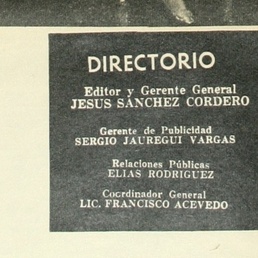 DIRECTORIO
Editor y Gerente General
JESUS SANCHEZ CORDERO
Gerente de Publicidad
SERGIO JAUREGUI VARGAS
Relaciones Públicas
ELIAS RODRIGUEZ
Coordinador General
LIC. FRANCISCO ACEVEDO